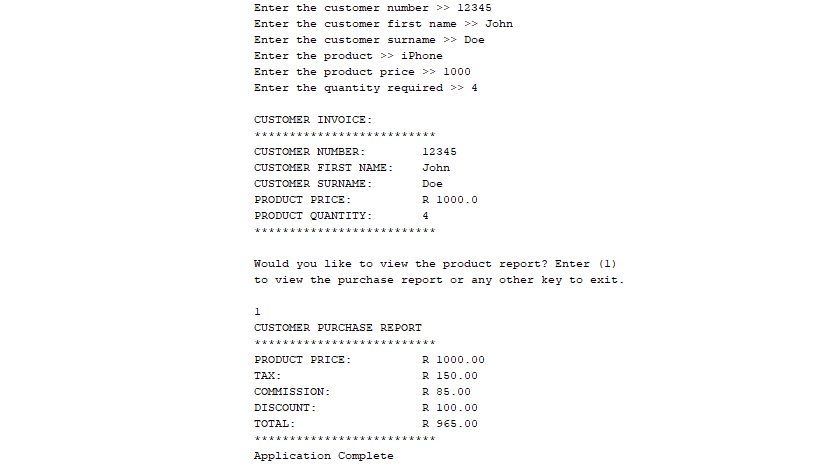 Enter the customer number >> 12345
Enter the customer first name >> John
Enter the customer surname >> Doe
Enter the product >> iPhone
Enter the product price >> 1000
Enter the quantity required >> 4
CUSTOMER INVOICE:
**************************
CUSTOMER NUMBER: 12345
CUSTOMER FIRST NAME: John
CUSTOMER SURNAME: Doe
PRODUCT PRICE: R 1000.0
PRODUCT QUANTITY: 4
**************************
Would you like to view the product report? Enter (1)
to view the purchase report or any other key to exit.
1
CUSTOMER PURCHASE REPORT
**************************
PRODUCT PRICE: R 1000.00
TAX: R 150.00
COMMISSION: R 85.00
DISCOUNT: R 100.00
TOTAL: R 965.00
**************************
Application Complete